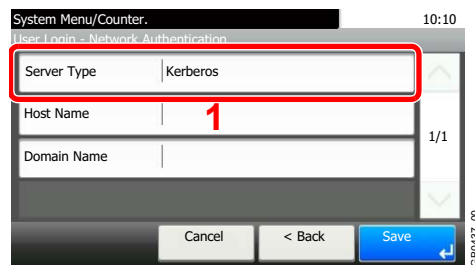 System Menu/Counter.
10:10
User Login - Network Authentication
Server Type Kerberos
Host Name
1
1/1
Domain Name
Cancel < Back Save